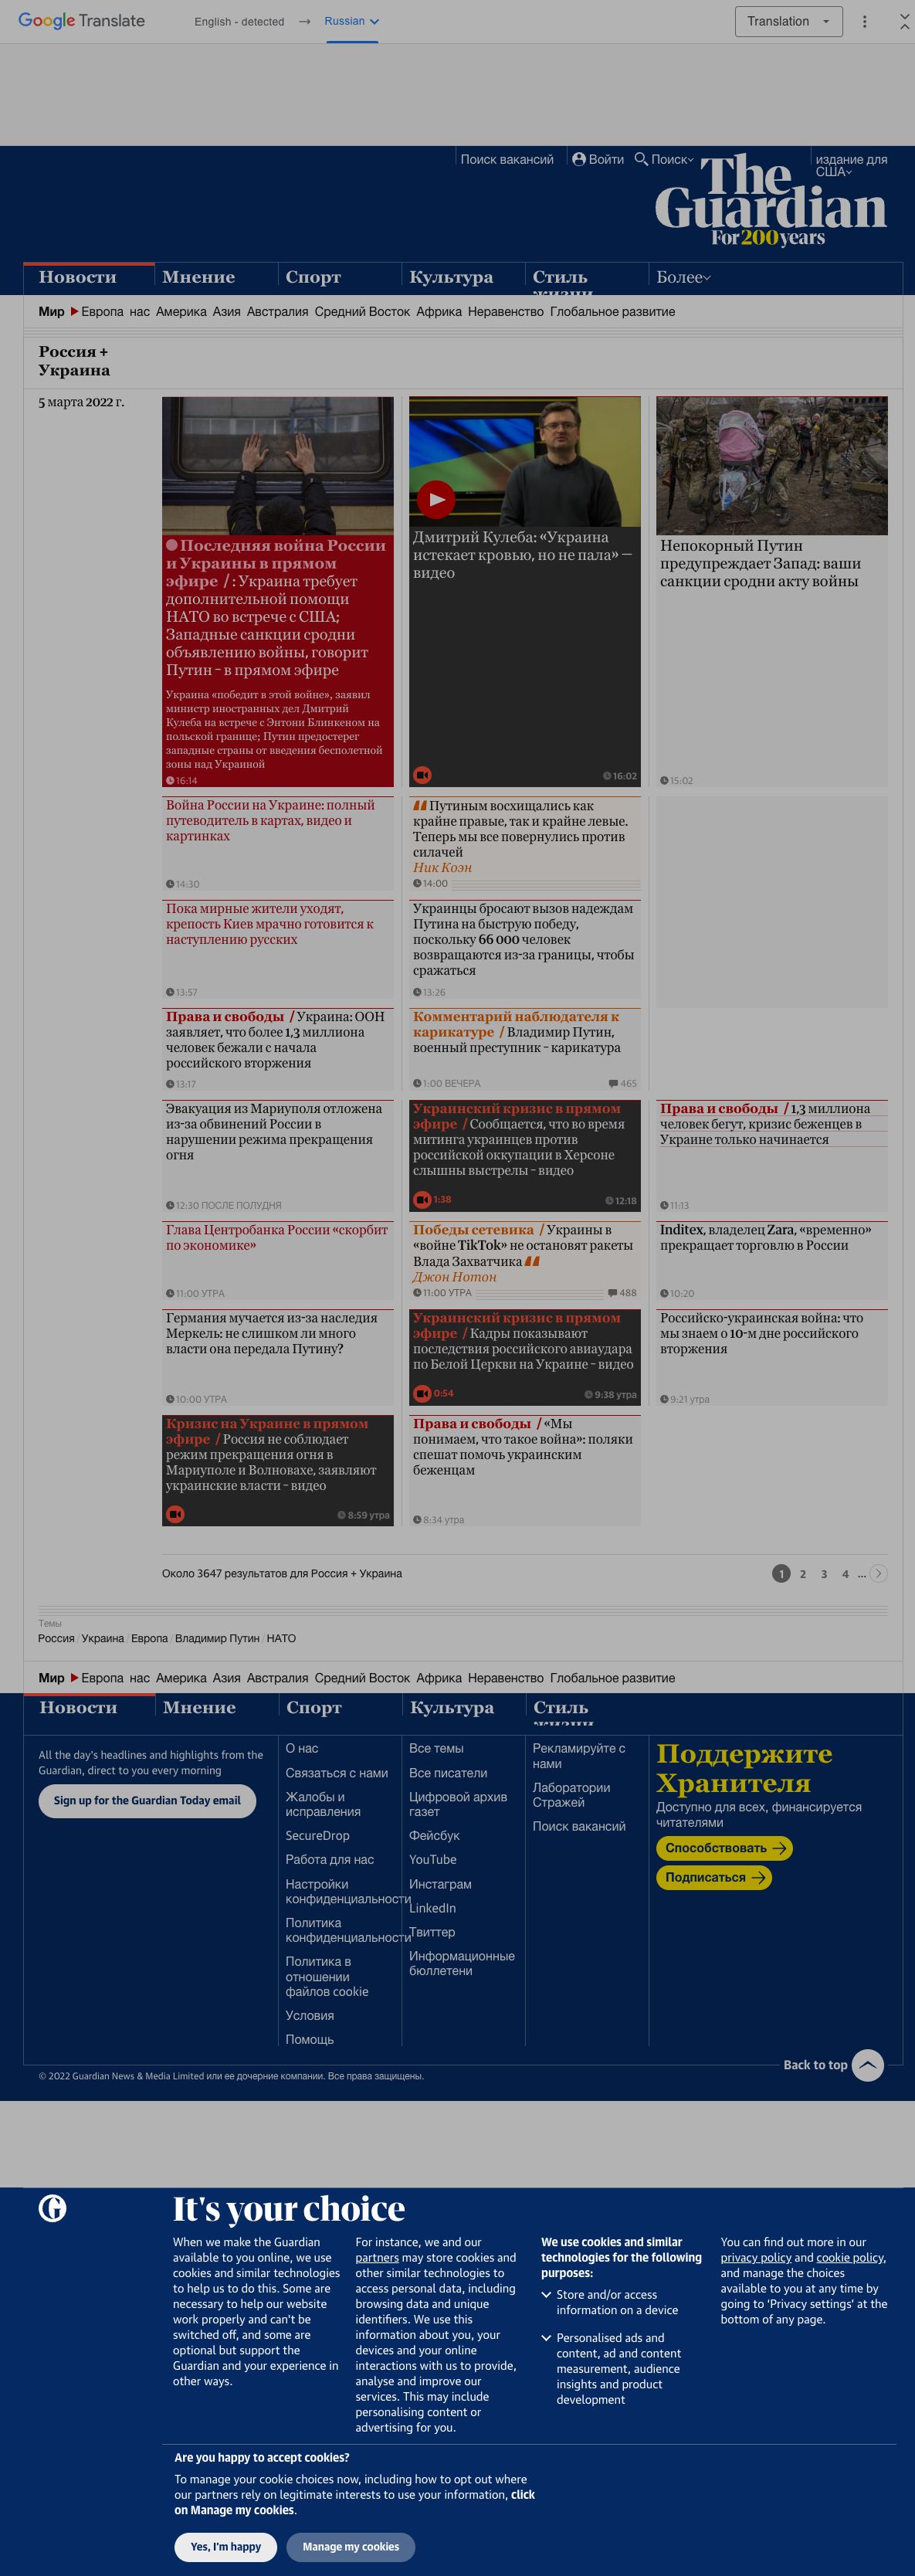 Google Translate
English - detected → Russian
Translation
Поиск вакансий
Войти
Поиск
издание для
США
The
Guardian
For 200 years
Новости
Мнение
Спорт
Культура
Стиль
жизни
Более
Мир Европа нас Америка Азия Австралия Средний Восток Африка Неравенство Глобальное развитие
Россия +
Украина
5 марта 2022 г.
Последняя война России
и Украины в прямом
эфире / : Украина требует
дополнительной помощи
НАТО во встрече с США;
Западные санкции сродни
объявлению войны, говорит
Путин – в прямом эфире
Украина «победит в этой войне», заявил
министр иностранных дел Дмитрий
Кулеба на встрече с Энтони Блинкеном на
польской границе; Путин предостерег
западные страны от введения бесполетной
зоны над Украиной
16:14
Дмитрий Кулеба: «Украина
истекает кровью, но не пала» —
видео
16:02
Непокорный Путин
предупреждает Запад: ваши
санкции сродни акту войны
15:02
Война России на Украине: полный
путеводитель в картах, видео и
картинках
14:30
Путиным восхищались как
крайне правые, так и крайне левые.
Теперь мы все повернулись против
силачей
Ник Коэн
14:00
Пока мирные жители уходят,
крепость Киев мрачно готовится к
наступлению русских
13:57
Украинцы бросают вызов надеждам
Путина на быструю победу,
поскольку 66 000 человек
возвращаются из-за границы, чтобы
сражаться
13:26
Права и свободы / Украина: ООН
заявляет, что более 1,3 миллиона
человек бежали с начала
российского вторжения
13:17
Комментарий наблюдателя к
карикатуре / Владимир Путин,
военный преступник – карикатура
1:00 ВЕЧЕРА 465
Эвакуация из Мариуполя отложена
из-за обвинений России в
нарушении режима прекращения
огня
12:30 ПОСЛЕ ПОЛУДНЯ
Украинский кризис в прямом
эфире / Сообщается, что во время
митинга украинцев против
российской оккупации в Херсоне
слышны выстрелы – видео
1:38 12:18
Права и свободы / 1,3 миллиона
человек бегут, кризис беженцев в
Украине только начинается
11:13
Глава Центробанка России «скорбит
по экономике»
11:00 УТРА
Победы сетевика / Украины в
«войне TikTok» не остановят ракеты
Влада Захватчика
Джон Нотон
11:00 УТРА 488
Inditex, владелец Zara, «временно»
прекращает торговлю в России
10:20
Германия мучается из-за наследия
Меркель: не слишком ли много
власти она передала Путину?
10:00 УТРА
Украинский кризис в прямом
эфире / Кадры показывают
последствия российского авиаудара
по Белой Церкви на Украине – видео
0:54 9:38 утра
Российско-украинская война: что
мы знаем о 10-м дне российского
вторжения
9:21 утра
Кризис на Украине в прямом
эфире / Россия не соблюдает
режим прекращения огня в
Мариуполе и Волновахе, заявляют
украинские власти – видео
8:59 утра
Права и свободы / «Мы
понимаем, что такое война»: поляки
спешат помочь украинским
беженцам
8:34 утра
Около 3647 результатов для Россия + Украина
1 2 3 4 ...
Темы
Россия / Украина / Европа / Владимир Путин / НАТО
Мир Европа нас Америка Азия Австралия Средний Восток Африка Неравенство Глобальное развитие
Новости
Мнение
Спорт
Культура
Стиль
жизни
All the day's headlines and highlights from the
Guardian, direct to you every morning
Sign up for the Guardian Today email
О нас
Связаться с нами
Жалобы и
исправления
SecureDrop
Работа для нас
Настройки
конфиденциальности
Политика
конфиденциальности
Политика в
отношении
файлов cookie
Условия
Помощь
Все темы
Все писатели
Цифровой архив
газет
Фейсбук
YouTube
Инстаграм
LinkedIn
Твиттер
Информационные
бюллетени
Рекламируйте с
нами
Лаборатории
Стражей
Поиск вакансий
Поддержите
Хранителя
Доступно для всех, финансируется
читателями
Способствовать
Подписаться
Back to top
© 2022 Guardian News & Media Limited или ее дочерние компании. Все права защищены.
It's your choice
When we make the Guardian
available to you online, we use
cookies and similar technologies
to help us to do this. Some are
necessary to help our website
work properly and can't be
switched off, and some are
optional but support the
Guardian and your experience in
other ways.
For instance, we and our
partners may store cookies and
other similar technologies to
access personal data, including
browsing data and unique
identifiers. We use this
information about you, your
devices and your online
interactions with us to provide,
analyse and improve our
services. This may include
personalising content or
advertising for you.
We use cookies and similar
technologies for the following
purposes:
Store and/or access
information on a device
Personalised ads and
content, ad and content
measurement, audience
insights and product
development
You can find out more in our
privacy policy and cookie policy,
and manage the choices
available to you at any time by
going to ‘Privacy settings’ at the
bottom of any page.
Are you happy to accept cookies?
To manage your cookie choices now, including how to opt out where
our partners rely on legitimate interests to use your information, click
on Manage my cookies.
Yes, I'm happy
Manage my cookies